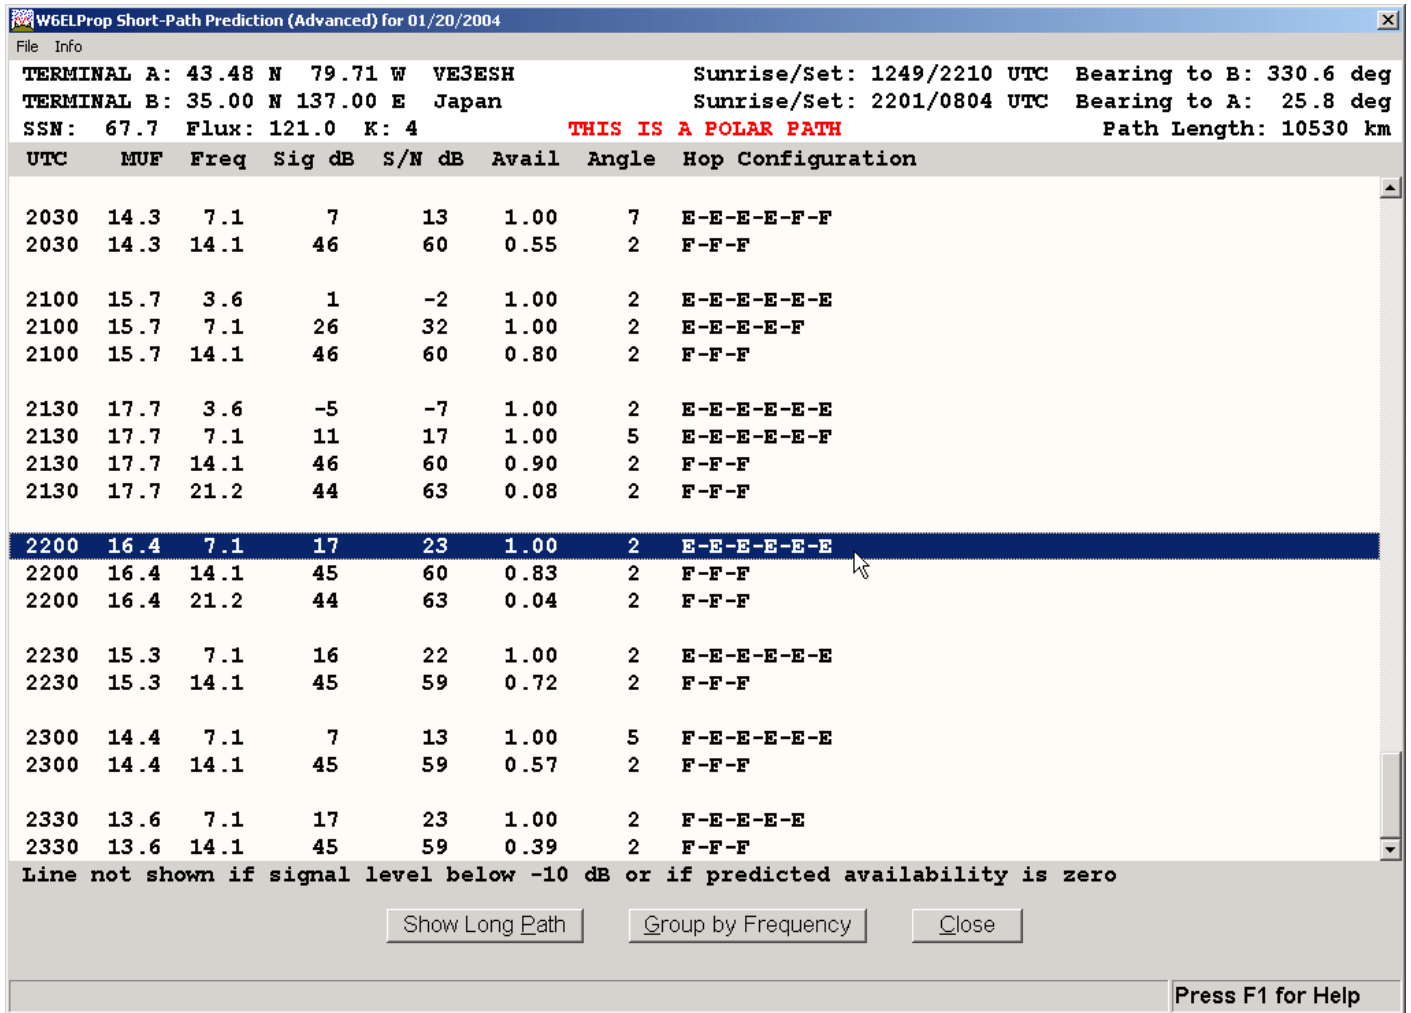 W6ELProp Short-Path Prediction (Advanced) for 01/20/2004
File Info
TERMINAL A: 43.48 N 79.71 W VE3ESH Sunrise/Set: 1249/2210 UTC Bearing to B: 330.6 deg
TERMINAL B: 35.00 N 137.00 E Japan Sunrise/Set: 2201/0804 UTC Bearing to A: 25.8 deg
SSN: 67.7 Flux: 121.0 K: 4 THIS IS A POLAR PATH Path Length: 10530 km
UTC MUF Freq Sig dB S/N dB Avail Angle Hop Configuration
2030 14.3 7.1 7 13 1.00 7 E-E-E-E-F-F
2030 14.3 14.1 46 60 0.55 2 F-F-F
2100 15.7 3.6 1 -2 1.00 2 E-E-E-E-E-E
2100 15.7 7.1 26 32 1.00 2 E-E-E-E-F
2100 15.7 14.1 46 60 0.80 2 F-F-F
2130 17.7 3.6 -5 -7 1.00 2 E-E-E-E-E-E
2130 17.7 7.1 11 17 1.00 5 E-E-E-E-E-F
2130 17.7 14.1 46 60 0.90 2 F-F-F
2130 17.7 21.2 44 63 0.08 2 F-F-F
2200 16.4 7.1 17 23 1.00 2 E-E-E-E-E-E
2200 16.4 14.1 45 60 0.83 2 F-F-F
2200 16.4 21.2 44 63 0.04 2 F-F-F
2230 15.3 7.1 16 22 1.00 2 E-E-E-E-E-E
2230 15.3 14.1 45 59 0.72 2 F-F-F
2300 14.4 7.1 7 13 1.00 5 F-E-E-E-E-E
2300 14.4 14.1 45 59 0.57 2 F-F-F
2330 13.6 7.1 17 23 1.00 2 F-E-E-E-E
2330 13.6 14.1 45 59 0.39 2 F-F-F
Line not shown if signal level below -10 dB or if predicted availability is zero
Show Long Path Group by Frequency Close
Press F1 for Help